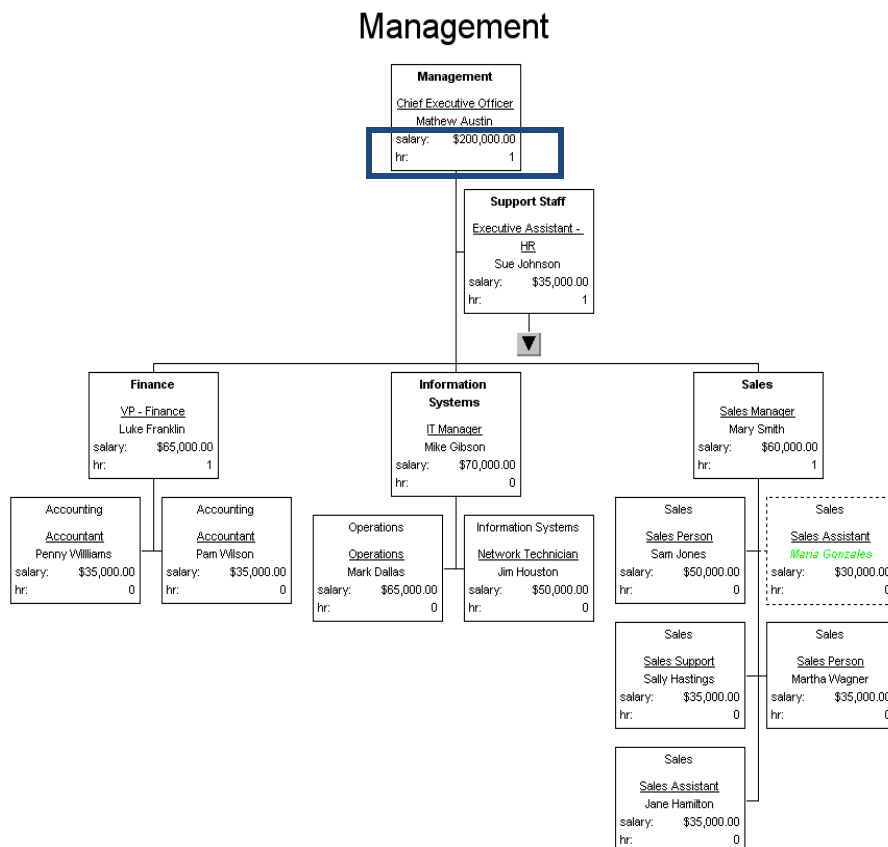 Management
Management
Chief Executive Officer
Mathew Austin
salary: $200,000.00
hr: 1
Support Staff
Executive Assistant -
HR
Sue Johnson
salary: $35,000.00
hr: 1
Finance
VP - Finance
Luke Franklin
salary: $65,000.00
hr: 1
Information
Systems
IT Manager
Mike Gibson
salary: $70,000.00
hr: 0
Sales
Sales Manager
Mary Smith
salary: $60,000.00
hr: 1
Accounting
Accountant
Penny Willliams
salary: $35,000.00
hr: 0
Accounting
Accountant
Pam Wilson
salary: $35,000.00
hr: 0
Operations
Operations
Mark Dallas
salary: $65,000.00
hr: 0
Information Systems
Network Technician
Jim Houston
salary: $50,000.00
hr: 0
Sales
Sales Person
Sam Jones
salary: $50,000.00
hr: 0
Sales
Sales Assistant
Maria Gonzales
salary: $30,000.00
hr: 0
Sales
Sales Support
Sally Hastings
salary: $35,000.00
hr: 0
Sales
Sales Person
Martha Wagner
salary: $35,000.00
hr: 0
Sales
Sales Assistant
Jane Hamilton
salary: $35,000.00
hr: 0